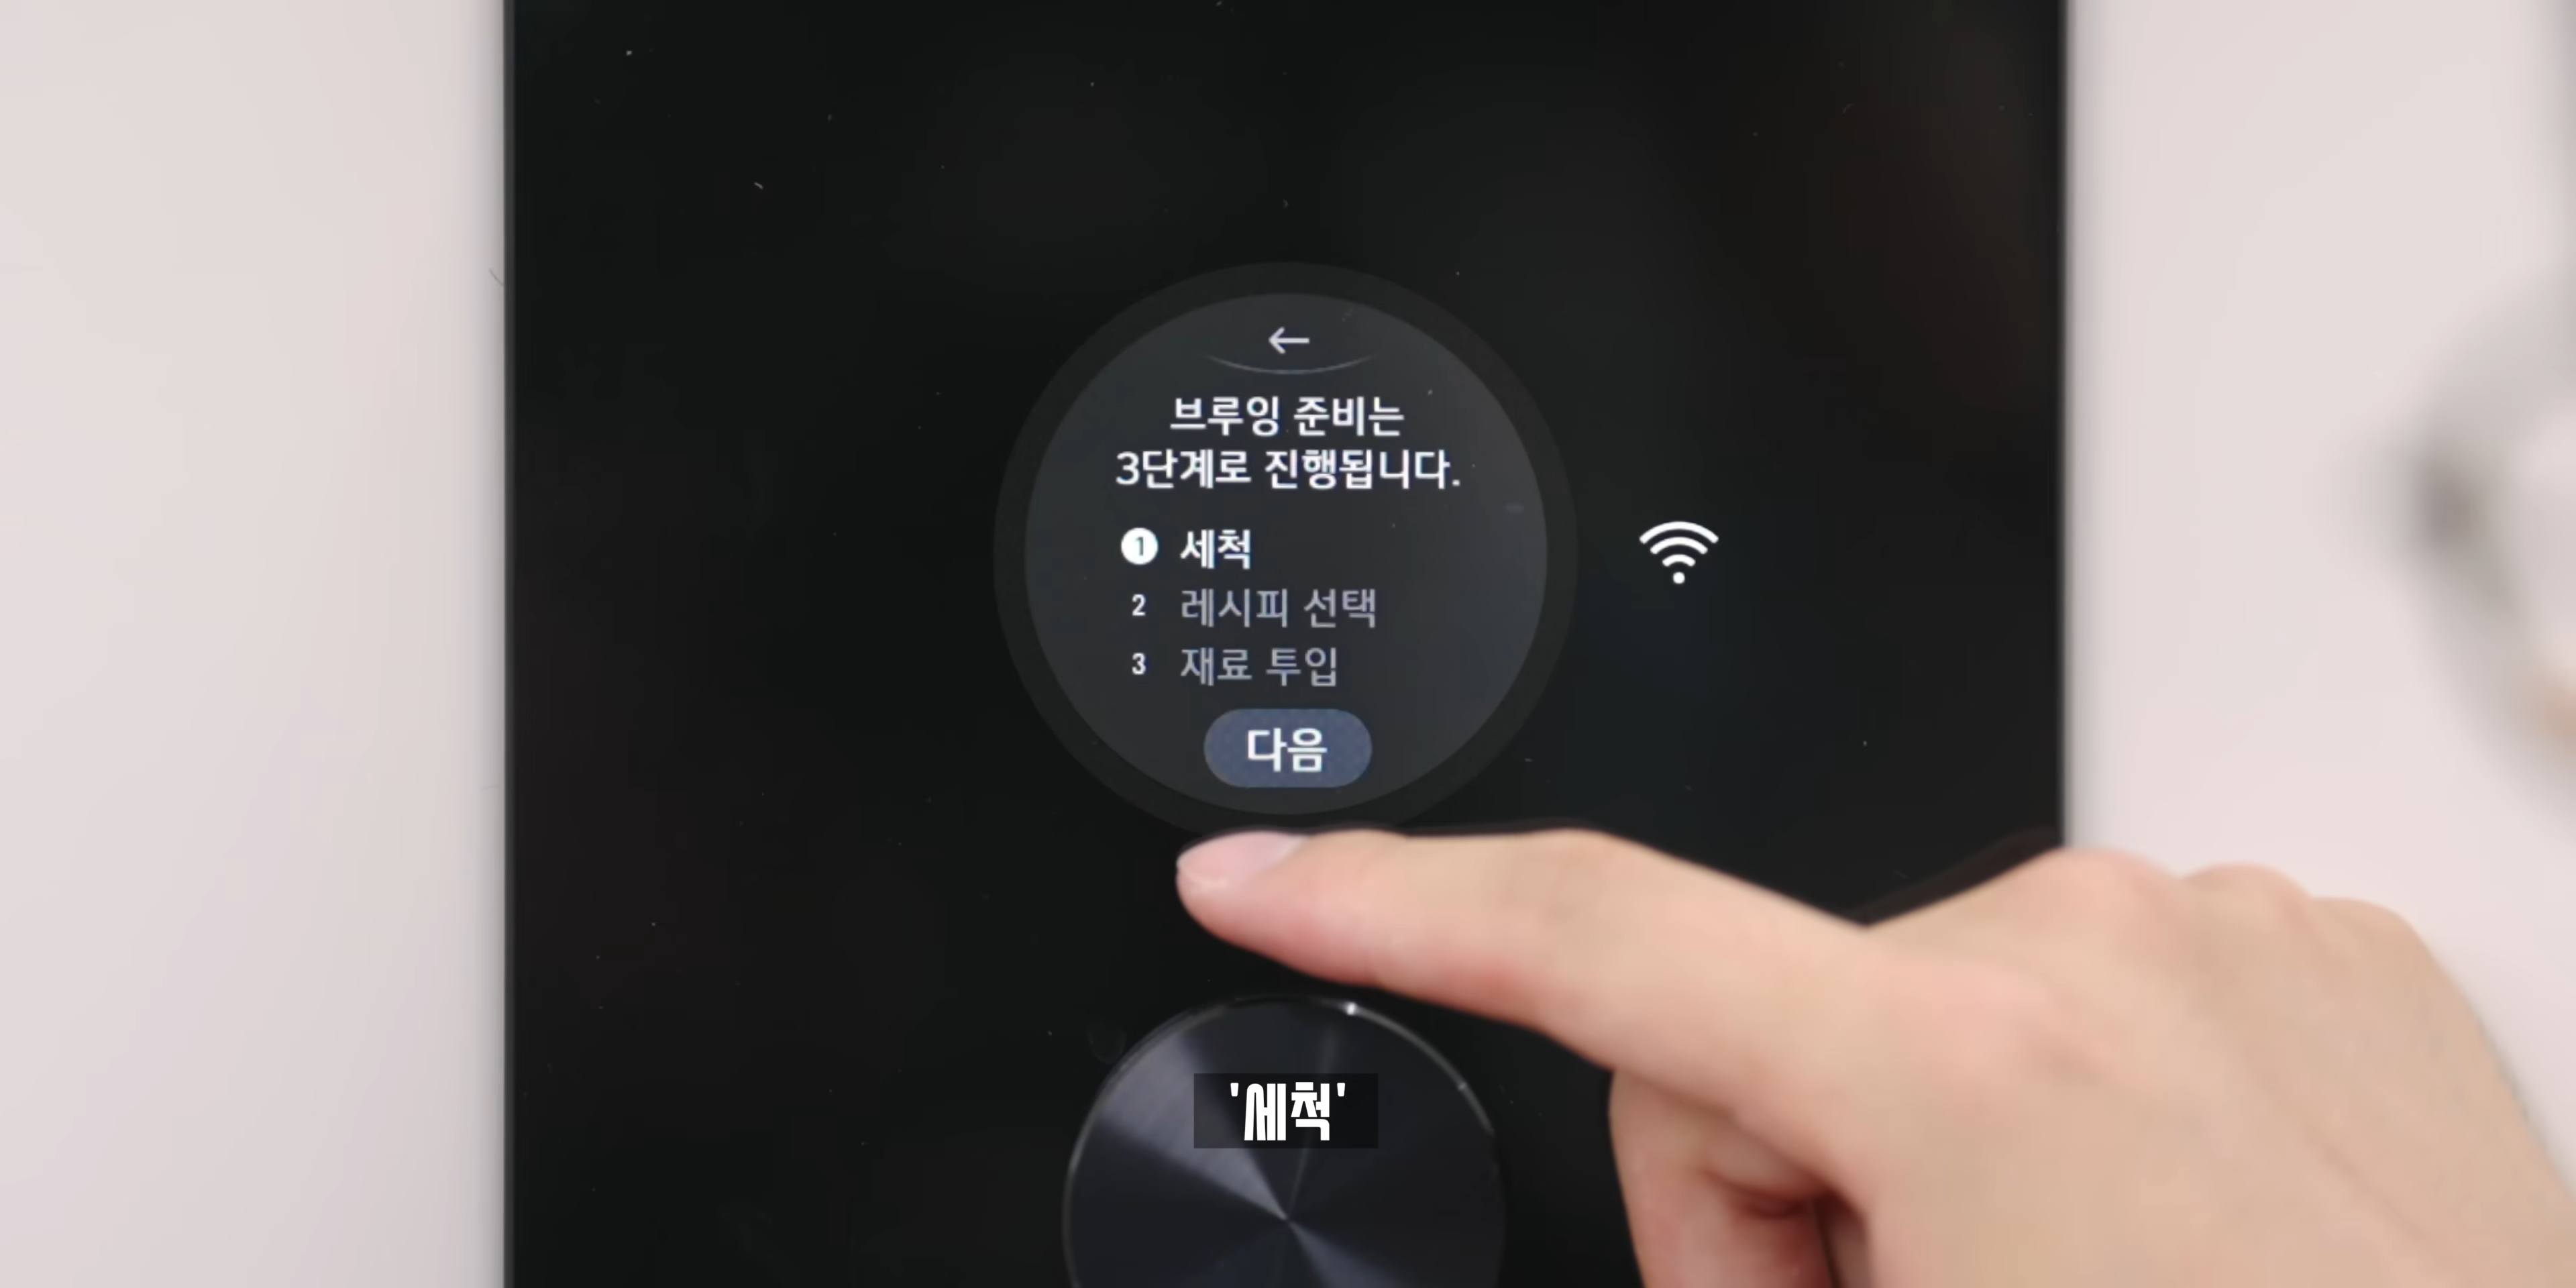 ←
브루잉 준비는
3단계로 진행됩니다.
1 세척
2 레시피 선택
3 재료 투입
다음
'세척'